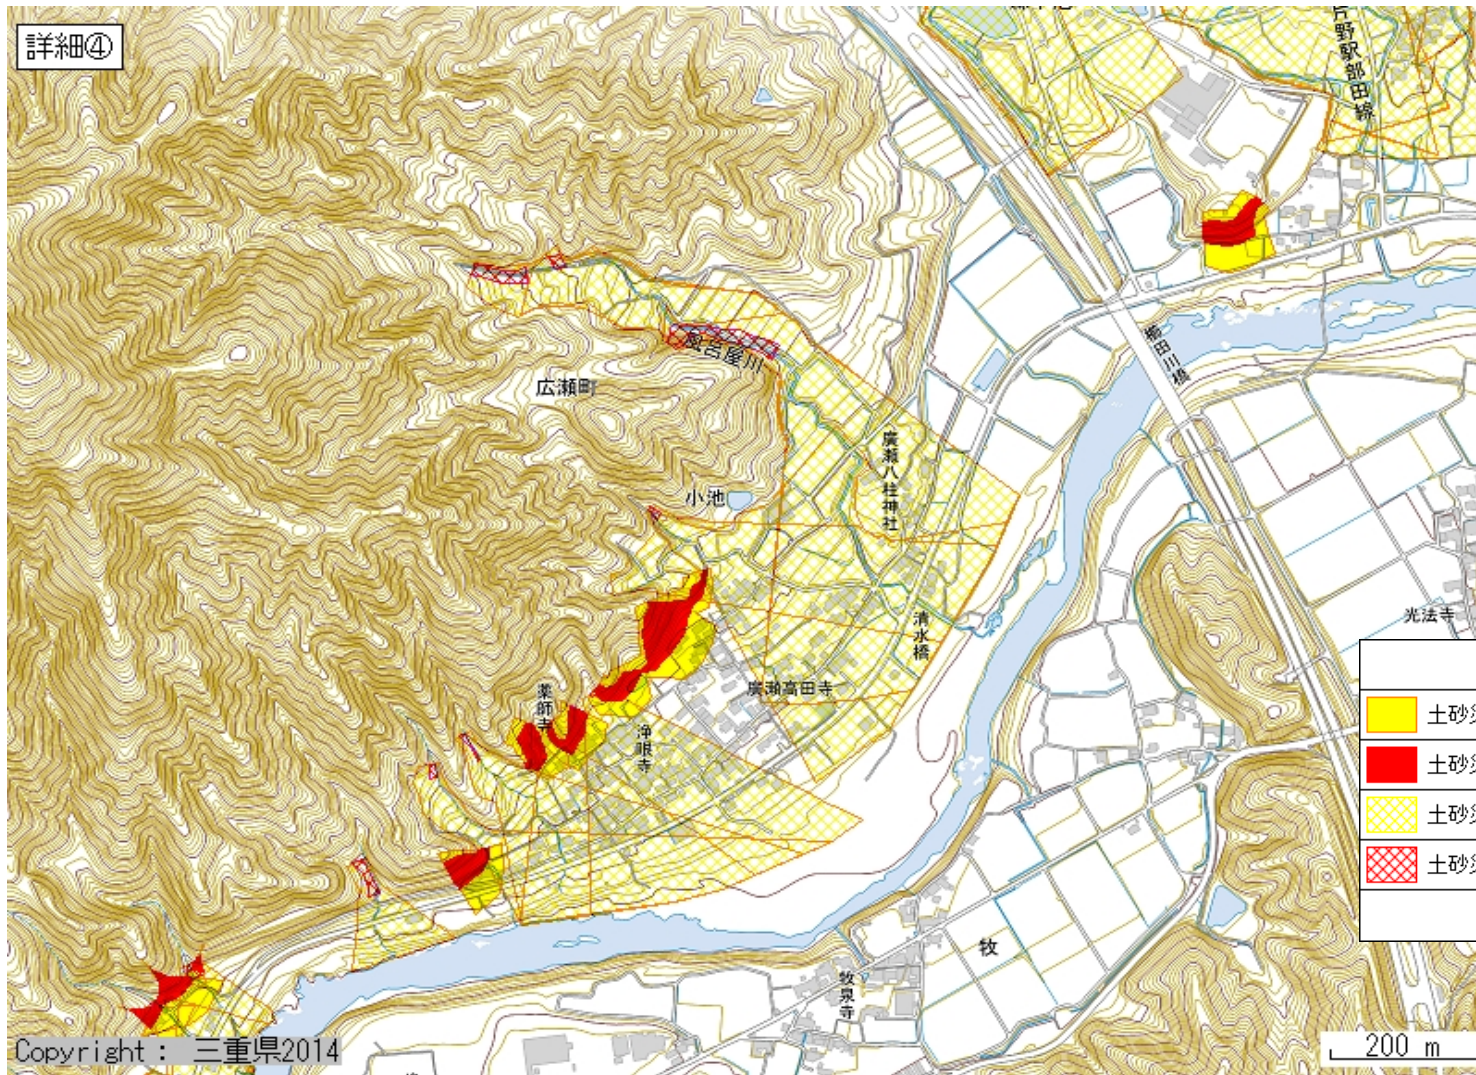 詳細④
片野駅部田線
櫛田川橋
風呂屋川
広瀬町
廣瀬八柱神社
小池
清水橋
光法寺
廣瀬高田寺
薬師寺
浄眼寺
土砂
土砂
土砂
土砂
牧
牧泉寺
Copyright : 三重県2014
200 m